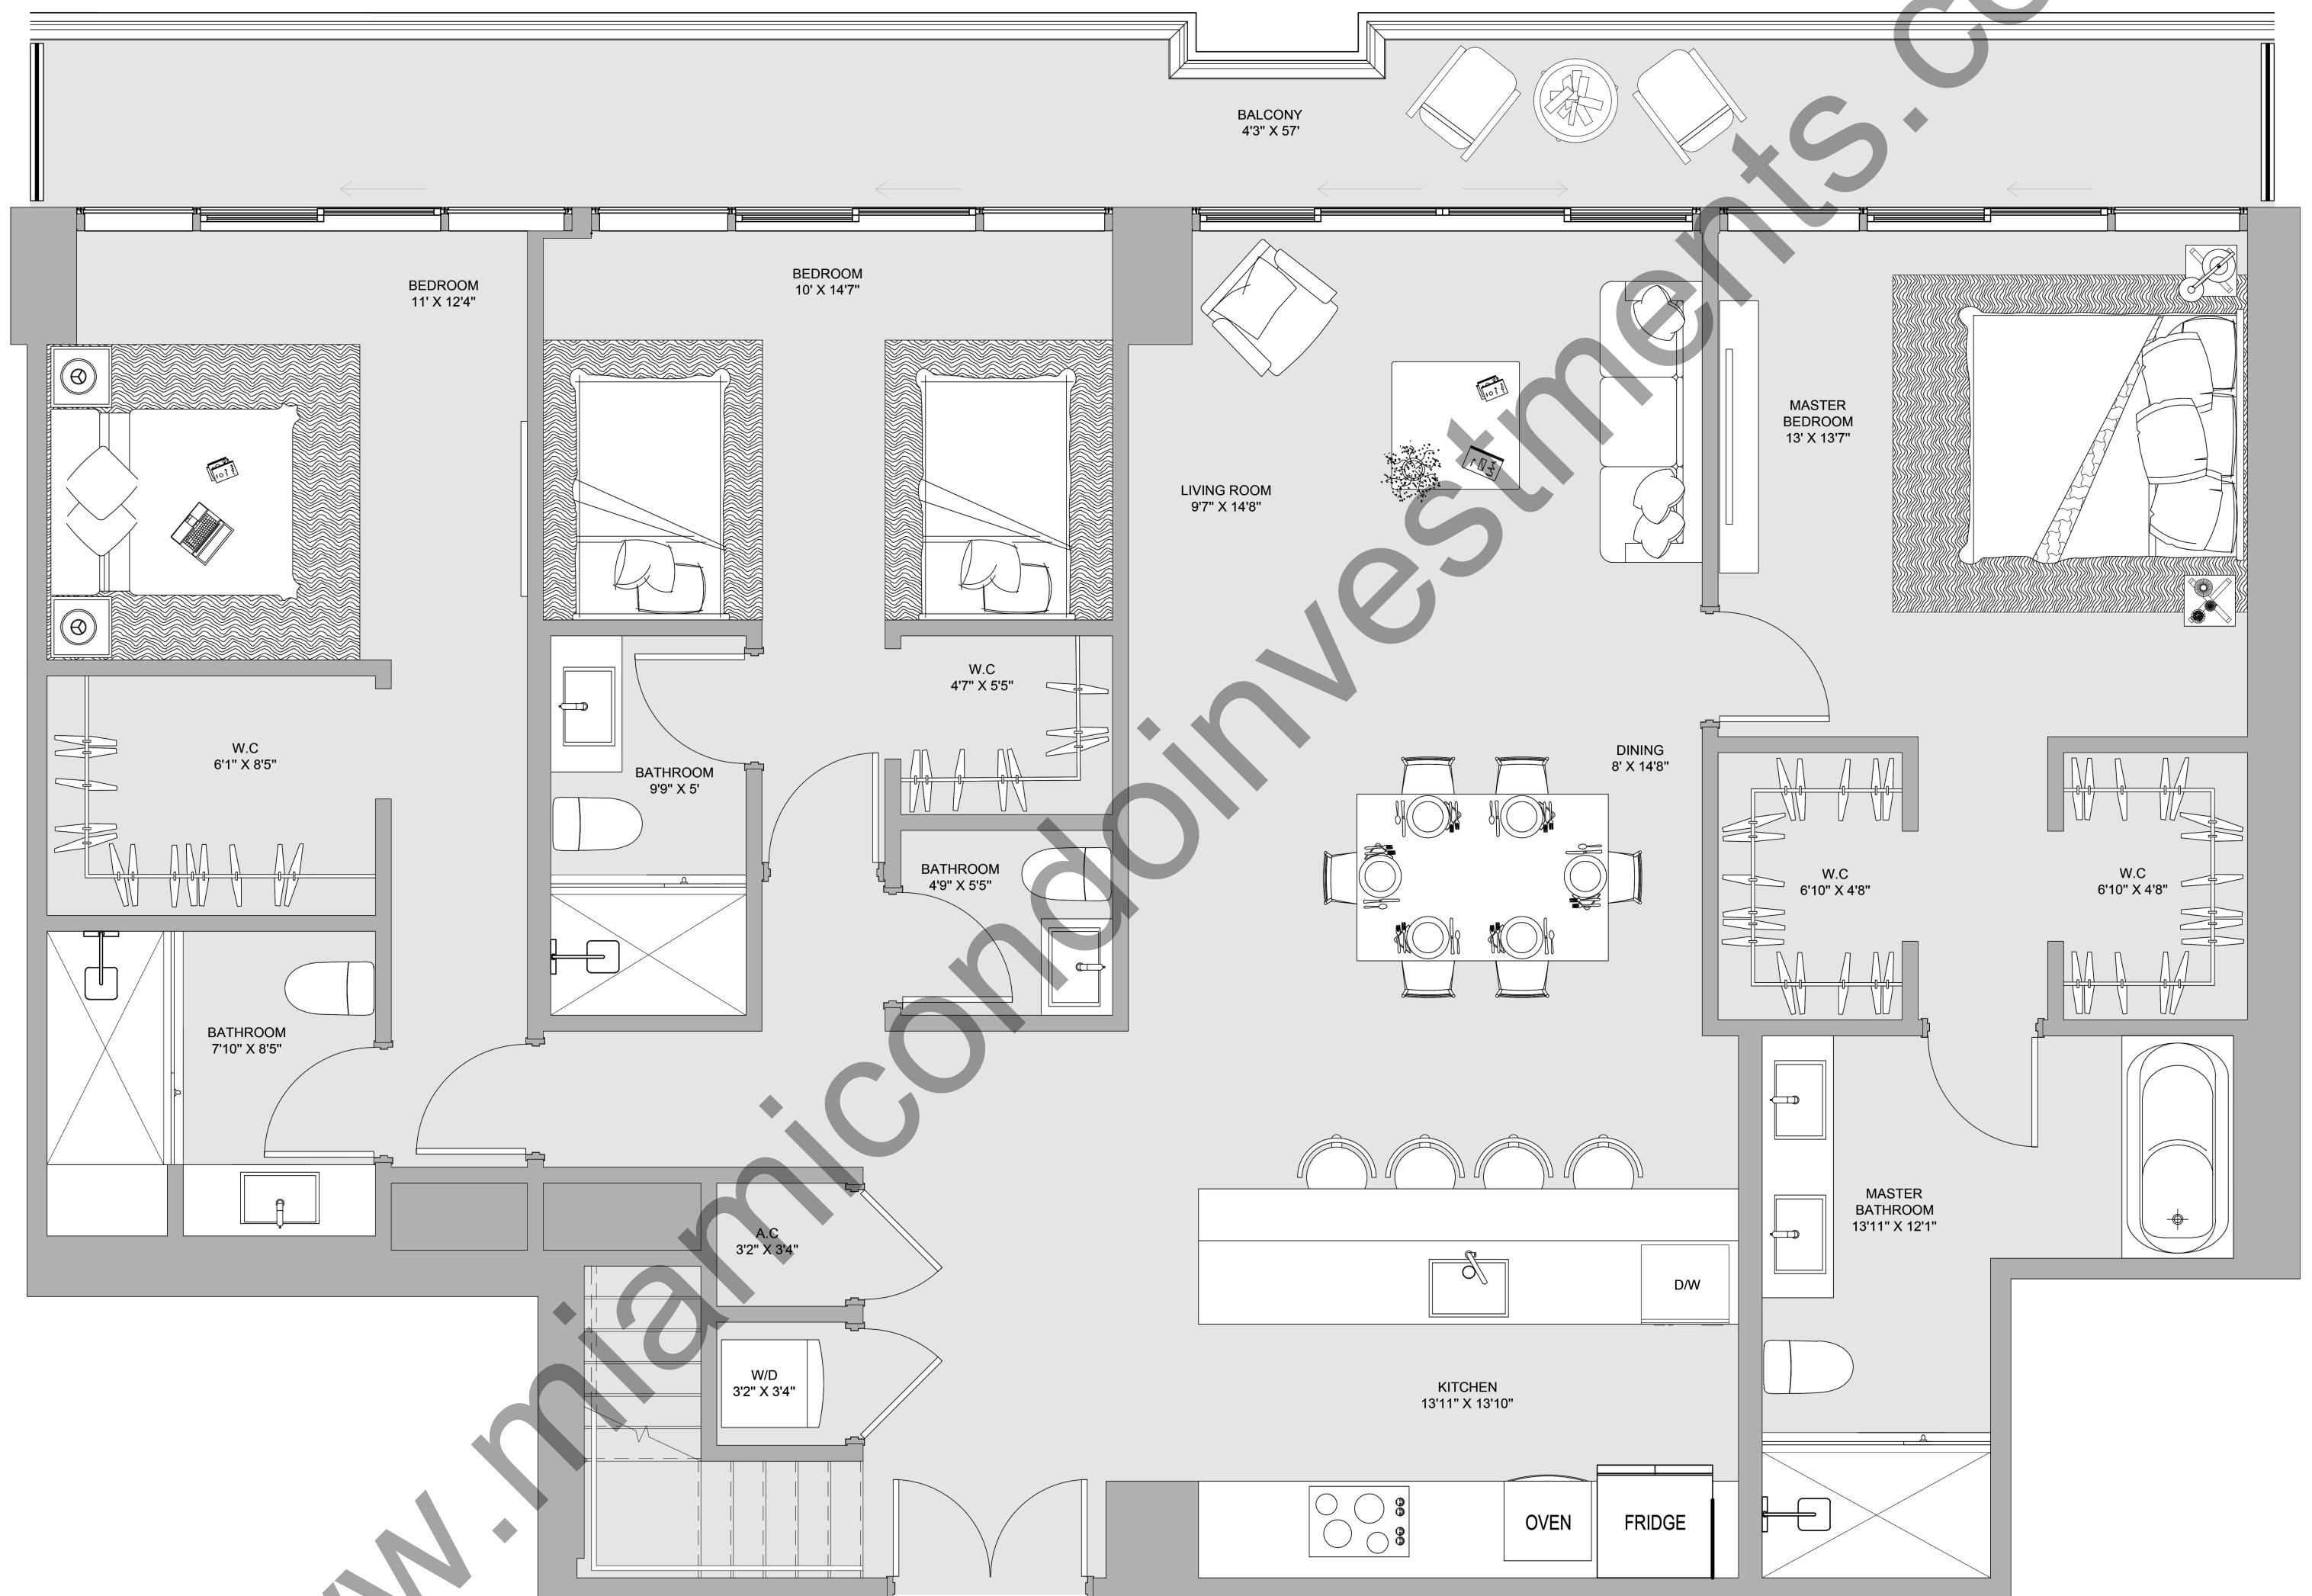 BALCONY
4'3" X 57'
BEDROOM
11' X 12'4"
BEDROOM
10' X 14'7"
LIVING ROOM
9'7" X 14'8"
MASTER
BEDROOM
13' X 13'7"
W.C
4'7" X 5'5"
W.C
6'1" X 8'5"
BATHROOM
9'9" X 5'
DINING
8' X 14'8"
BATHROOM
4'9" X 5'5"
W.C
6'10" X 4'8"
W.C
6'10" X 4'8"
BATHROOM
7'10" X 8'5"
MASTER
BATHROOM
13'11" X 12'1"
A.C
3'2" X 3'4"
D/W
W/D
3'2" X 3'4"
KITCHEN
13'11" X 13'10"
OVEN
FRIDGE
w.miamicondoinvestments.co